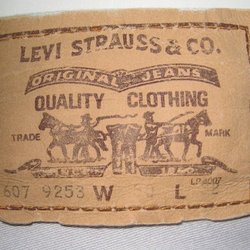 LEVI STRAUSS & CO.
ORIGINAL JEANS
QUALITY CLOTHING
TRADE MARK
607 9253 W L